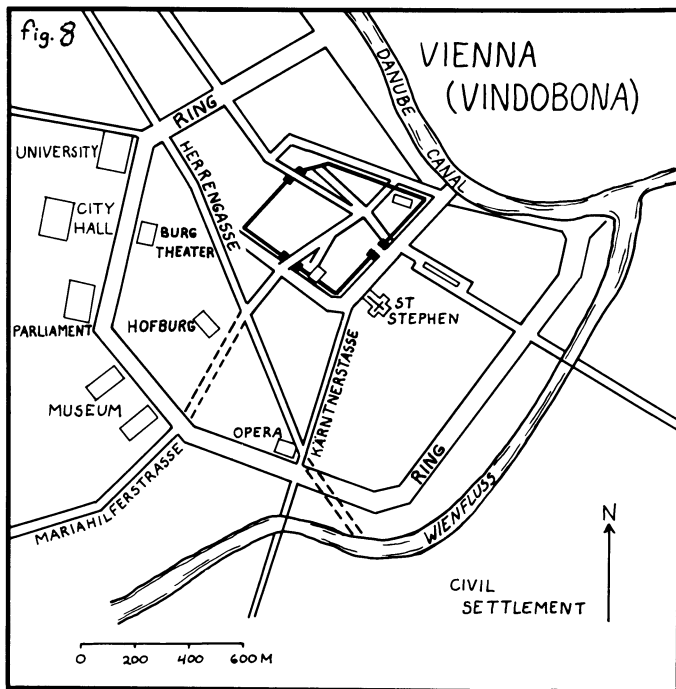 fig. 8
VIENNA
(VINDOBONA)
DANUBE CANAL
RING
HERRENGASSE
UNIVERSITY
CITY
HALL
BURG
THEATER
PARLIAMENT
HOFBURG
ST
STEPHEN
KÄRNTNERSTASSE
MUSEUM
OPERA
RING
MARIAHILFERSTRASSE
WIENFLUSS
N
CIVIL
SETTLEMENT
0 200 400 600 M